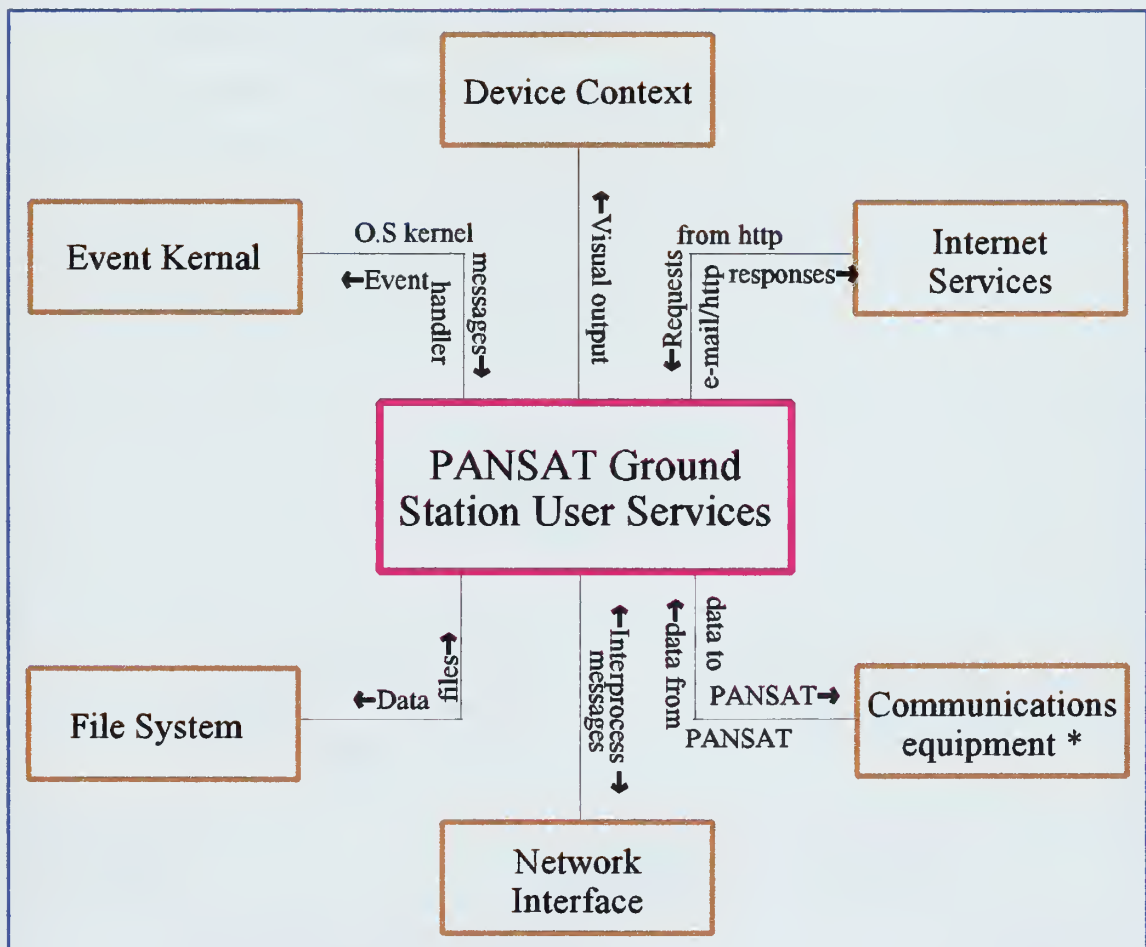 Device Context
Event Kernal
O.S kernel
messages→
←Event
handler
←Visual output
from http
←Requests
responses→
e-mail/http
Internet
Services
PANSAT Ground
Station User Services
File System
←Data
files→
←Interprocess
messages→
data to
PANSAT→
←data from
PANSAT
Communications
equipment *
Network
Interface